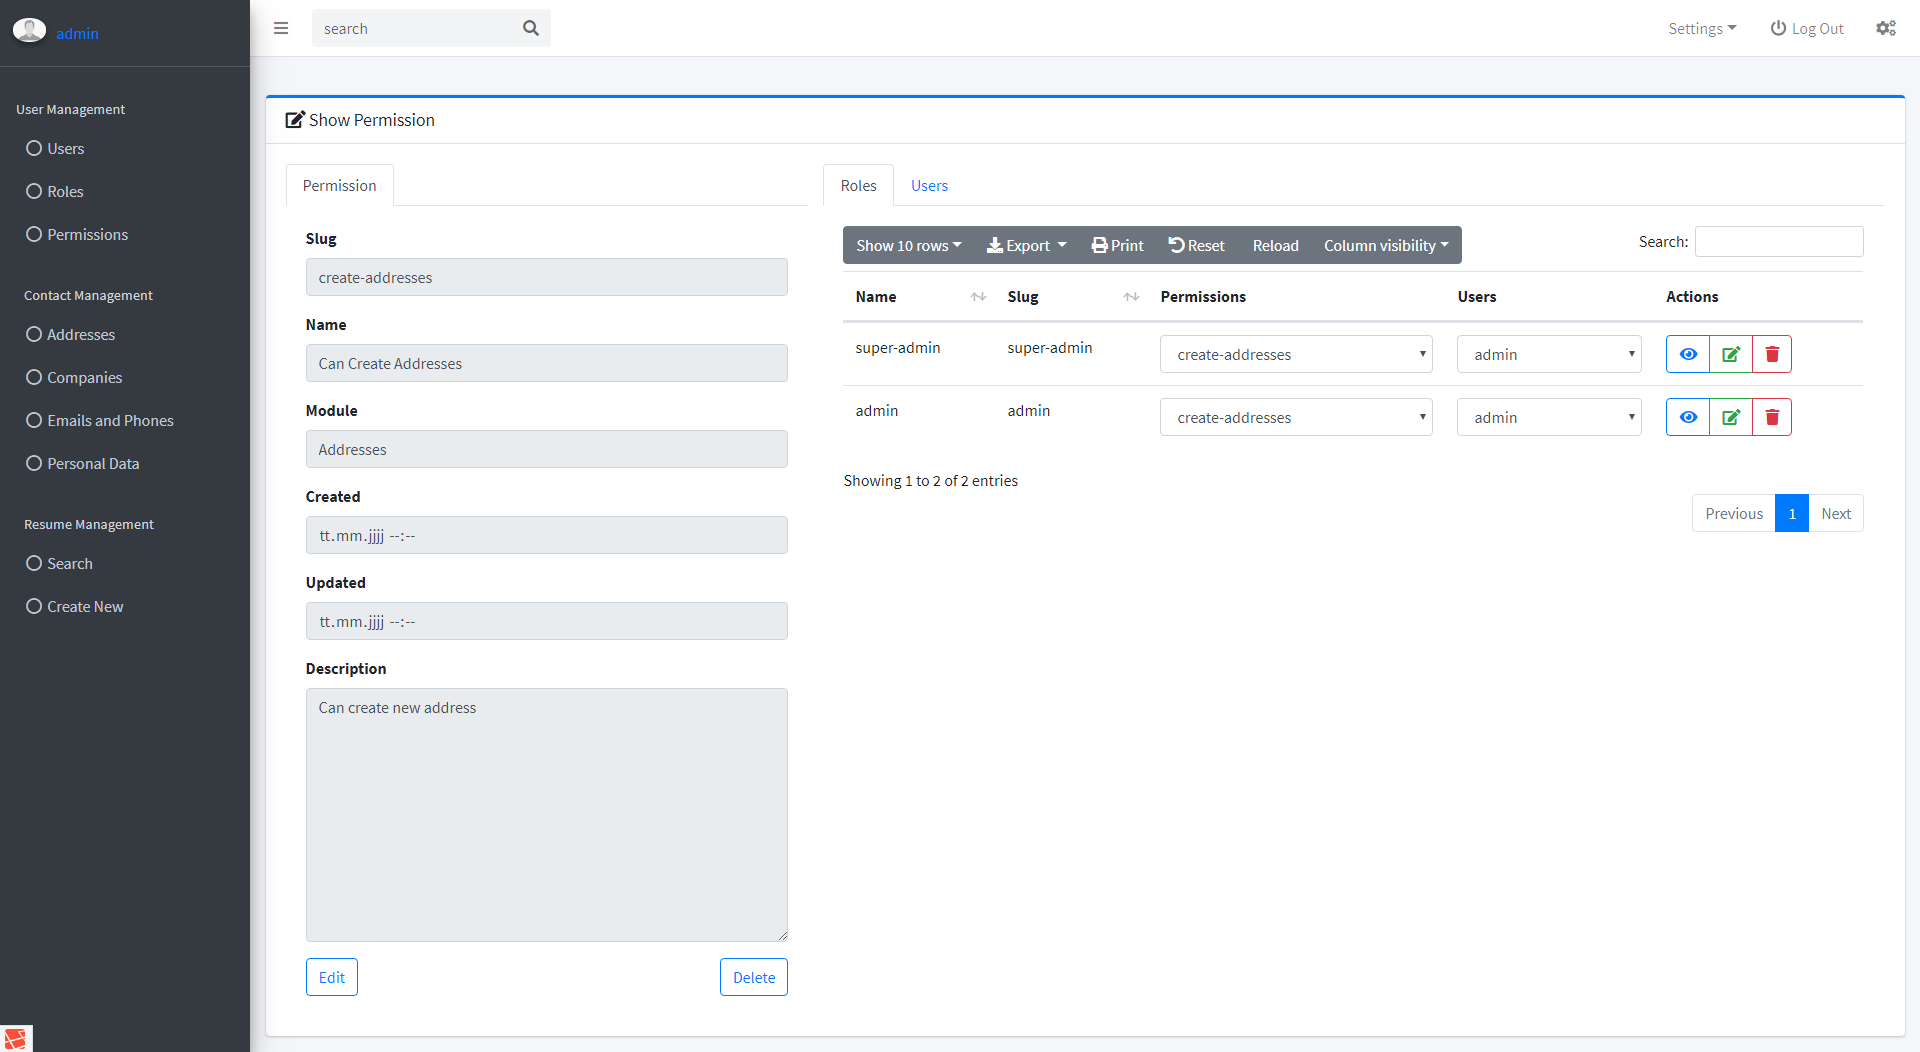 admin
User Management
Users
Roles
Permissions
Contact Management
Addresses
Companies
Emails and Phones
Personal Data
Resume Management
Search
Create New
search
Settings
Log Out
Show Permission
Permission
Slug
create-addresses
Name
Can Create Addresses
Module
Addresses
Created
tt.mm.jjjj --:--
Updated
tt.mm.jjjj --:--
Description
Can create new address
Edit Delete
Roles Users
Show 10 rows Export Print Reset Reload Column visibility Search:
Name Slug Permissions Users Actions
super-admin super-admin create-addresses admin
admin admin create-addresses admin
Showing 1 to 2 of 2 entries
Previous 1 Next